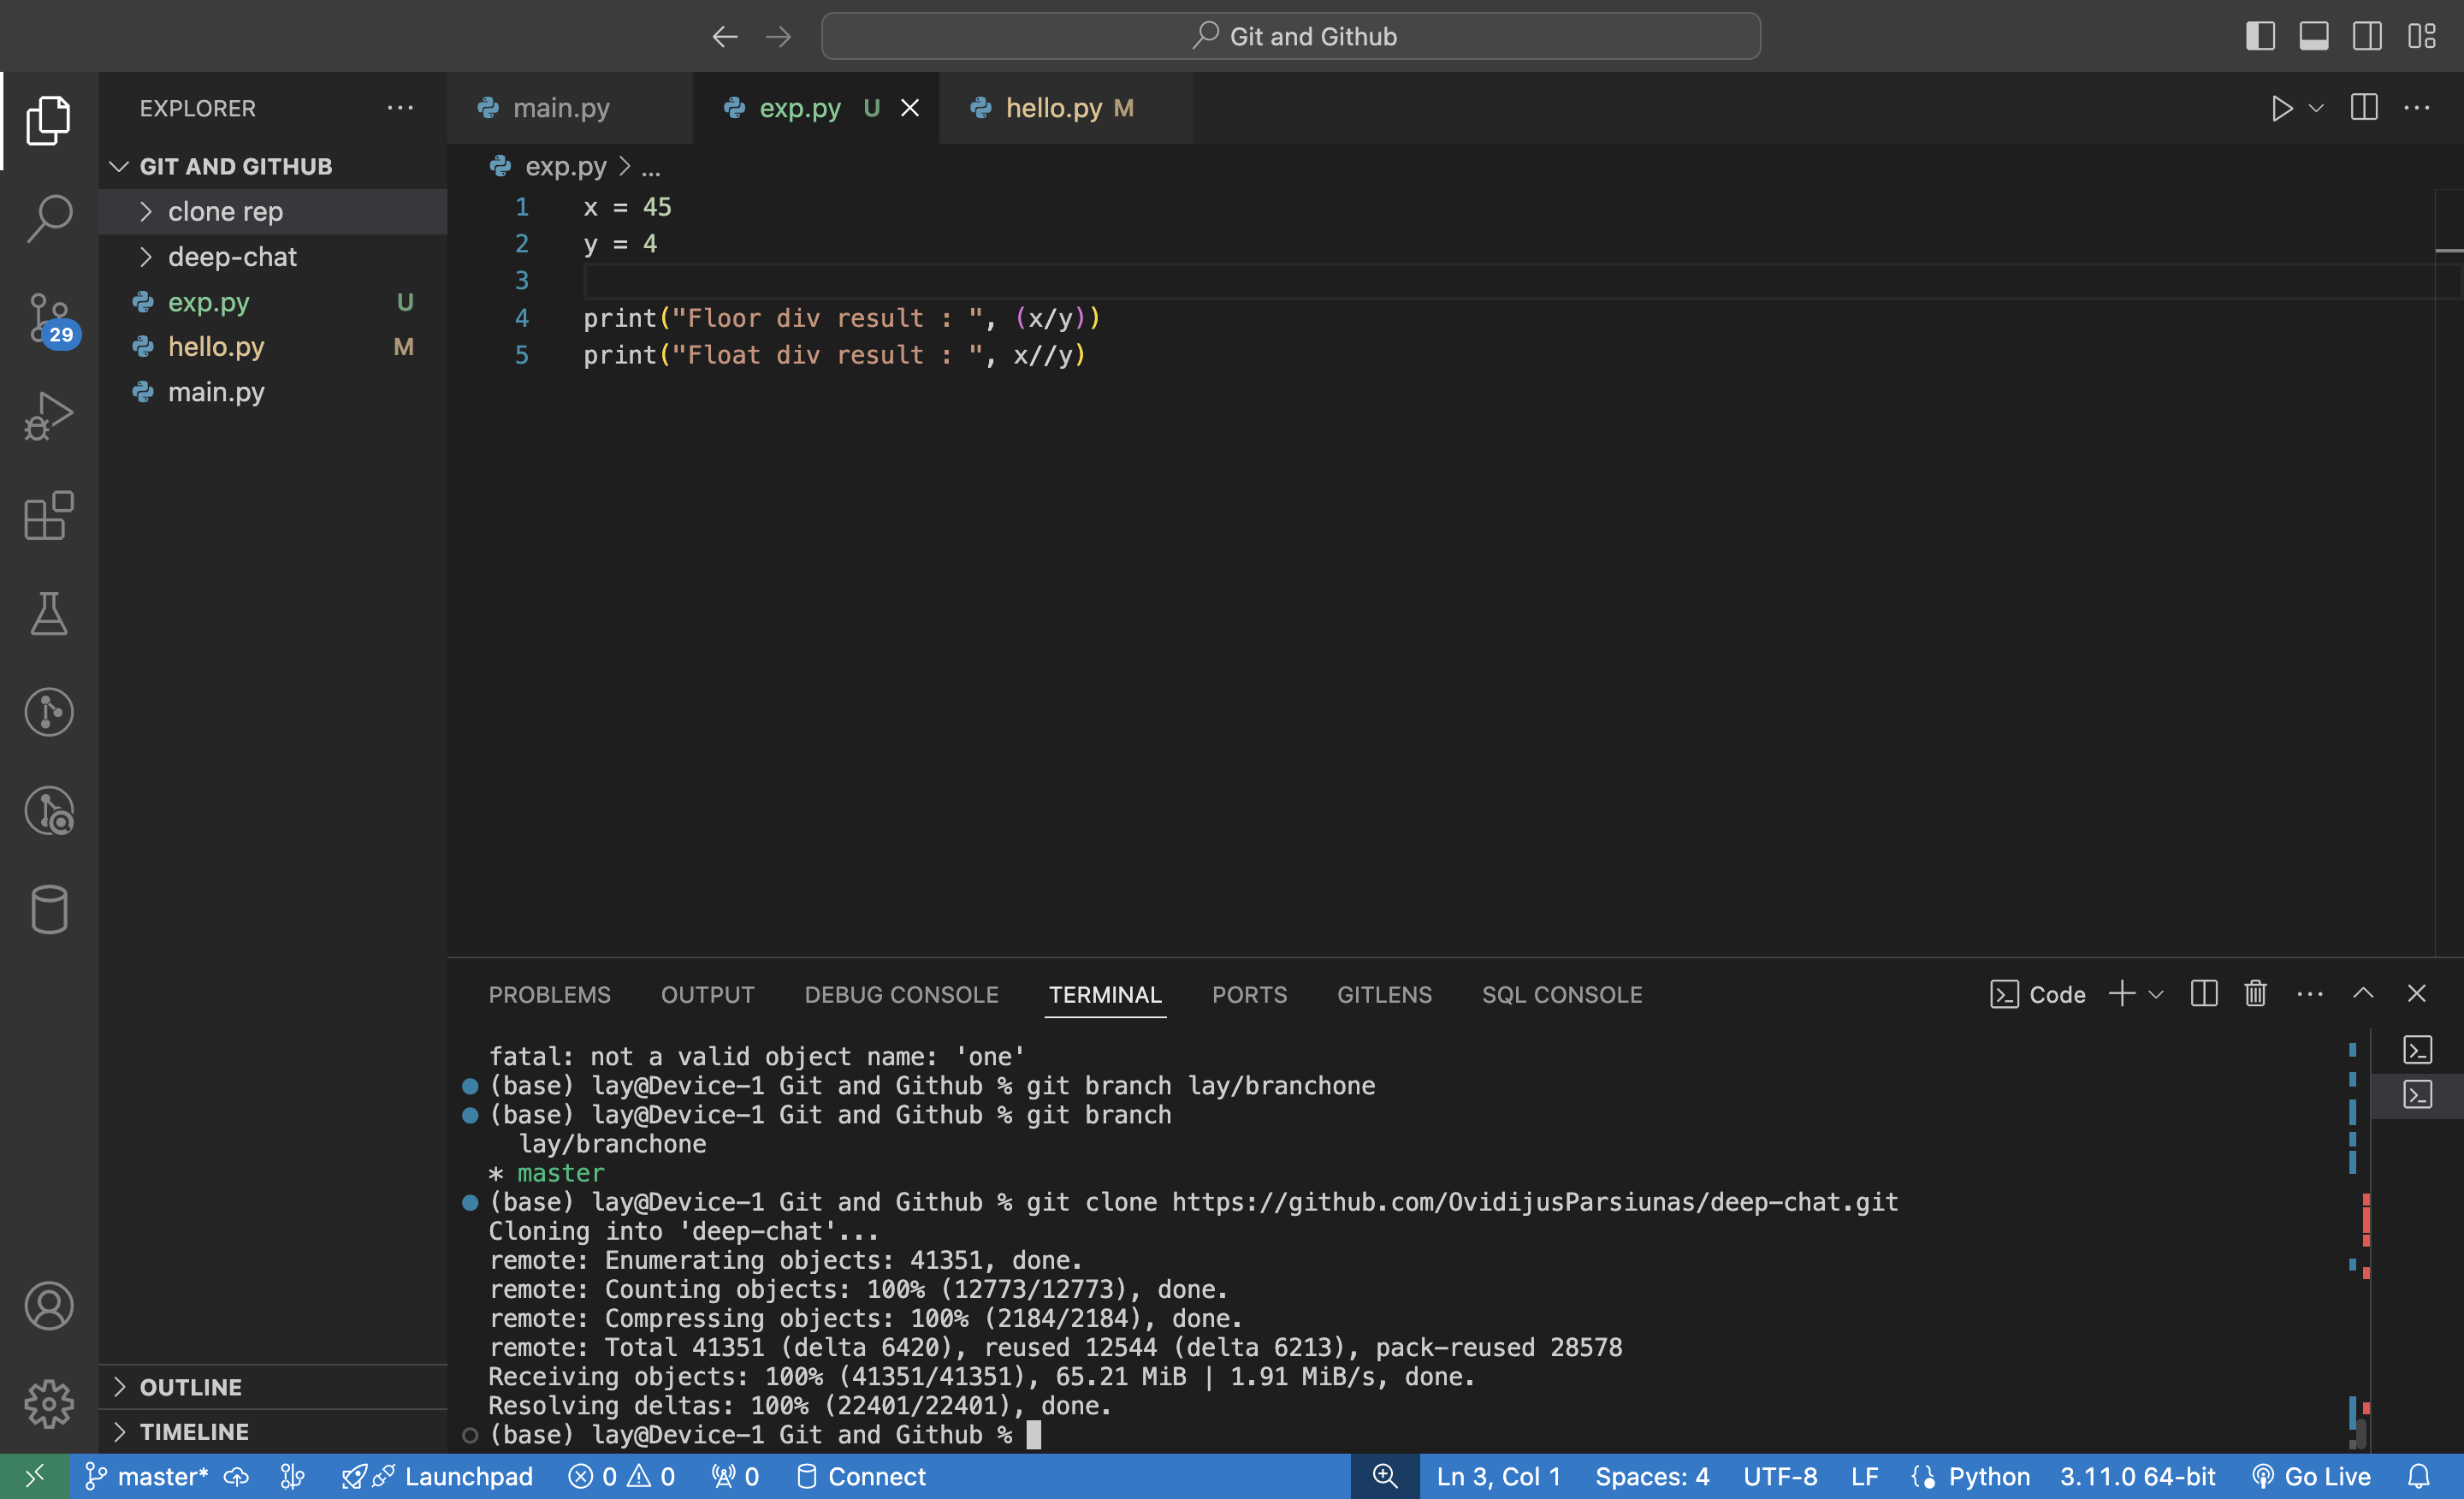 Git and Github
EXPLORER
GIT AND GITHUB
clone rep
deep-chat
exp.py U
hello.py M
main.py
29
OUTLINE
TIMELINE
main.py
exp.py U
hello.py M
exp.py > ...
1 x = 45
2 y = 4
3
4 print("Floor div result : ", (x/y))
5 print("Float div result : ", x//y)
PROBLEMS OUTPUT DEBUG CONSOLE TERMINAL PORTS GITLENS SQL CONSOLE
Code
fatal: not a valid object name: 'one'
(base) lay@Device-1 Git and Github % git branch lay/branchone
(base) lay@Device-1 Git and Github % git branch
lay/branchone
* master
(base) lay@Device-1 Git and Github % git clone https://github.com/OvidijusParsiunas/deep-chat.git
Cloning into 'deep-chat'...
remote: Enumerating objects: 41351, done.
remote: Counting objects: 100% (12773/12773), done.
remote: Compressing objects: 100% (2184/2184), done.
remote: Total 41351 (delta 6420), reused 12544 (delta 6213), pack-reused 28578
Receiving objects: 100% (41351/41351), 65.21 MiB | 1.91 MiB/s, done.
Resolving deltas: 100% (22401/22401), done.
(base) lay@Device-1 Git and Github %
master* Launchpad 0 0 0 Connect Ln 3, Col 1 Spaces: 4 UTF-8 LF Python 3.11.0 64-bit Go Live